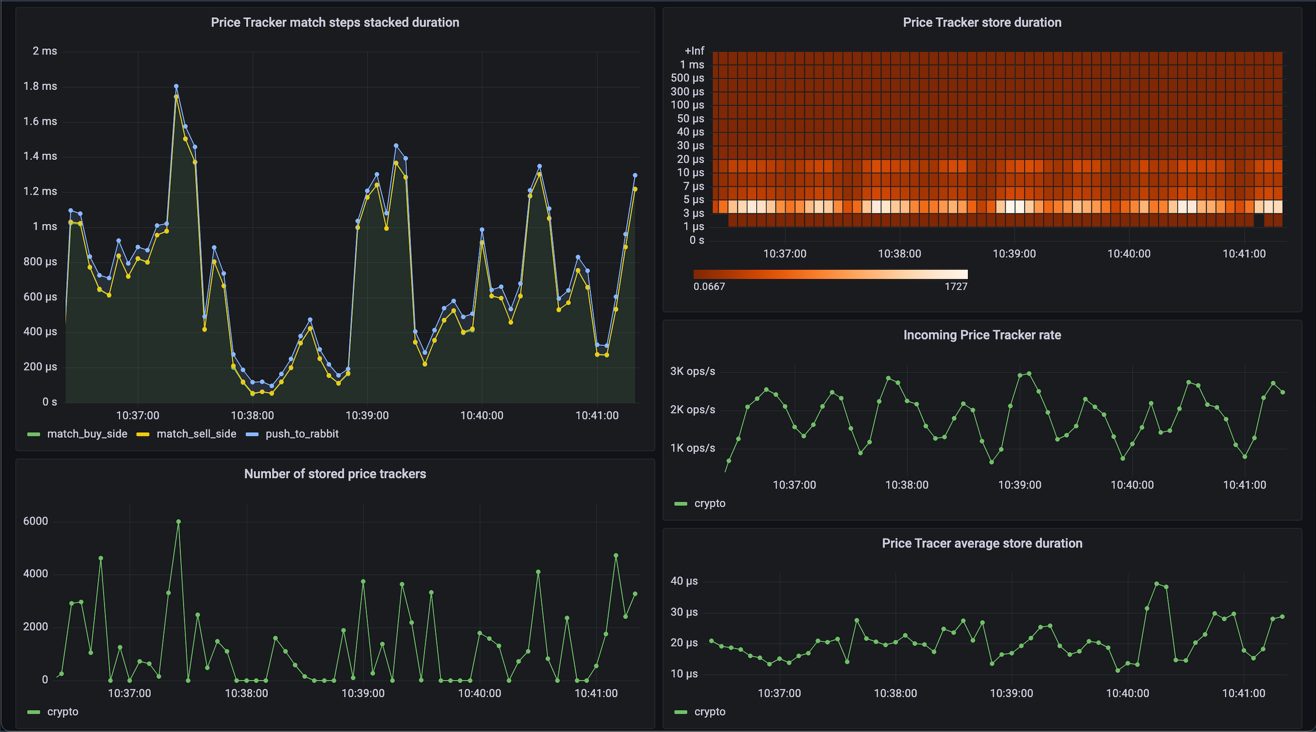 Price Tracker match steps stacked duration
2 ms
1.8 ms
1.6 ms
1.4 ms
1.2 ms
1 ms
800 µs
600 µs
400 µs
200 µs
0 s
10:37:00 10:38:00 10:39:00 10:40:00 10:41:00
match_buy_side match_sell_side push_to_rabbit
Number of stored price trackers
6000
4000
2000
0
10:37:00 10:38:00 10:39:00 10:40:00 10:41:00
crypto
Price Tracker store duration
+Inf
1 ms
500 µs
300 µs
100 µs
50 µs
40 µs
30 µs
20 µs
10 µs
7 µs
5 µs
3 µs
1 µs
0 s
10:37:00 10:38:00 10:39:00 10:40:00 10:41:00
0.0667 1727
Incoming Price Tracker rate
3K ops/s
2K ops/s
1K ops/s
10:37:00 10:38:00 10:39:00 10:40:00 10:41:00
crypto
Price Tracer average store duration
40 µs
30 µs
20 µs
10 µs
10:37:00 10:38:00 10:39:00 10:40:00 10:41:00
crypto